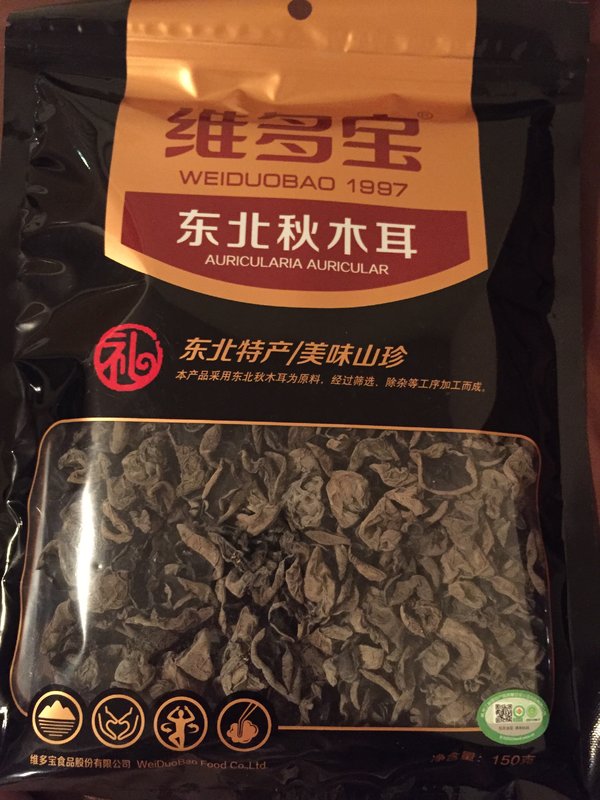 维多宝®
WEIDUOBAO 1997
东北秋木耳
AURICULARIA AURICULAR
礼
东北特产/美味山珍
本产品采用东北秋木耳为原料,经过筛选、除杂等工序加工而成。
维多宝食品股份有限公司 WeiDuoBao Food Co.,Ltd.
净含量:150克